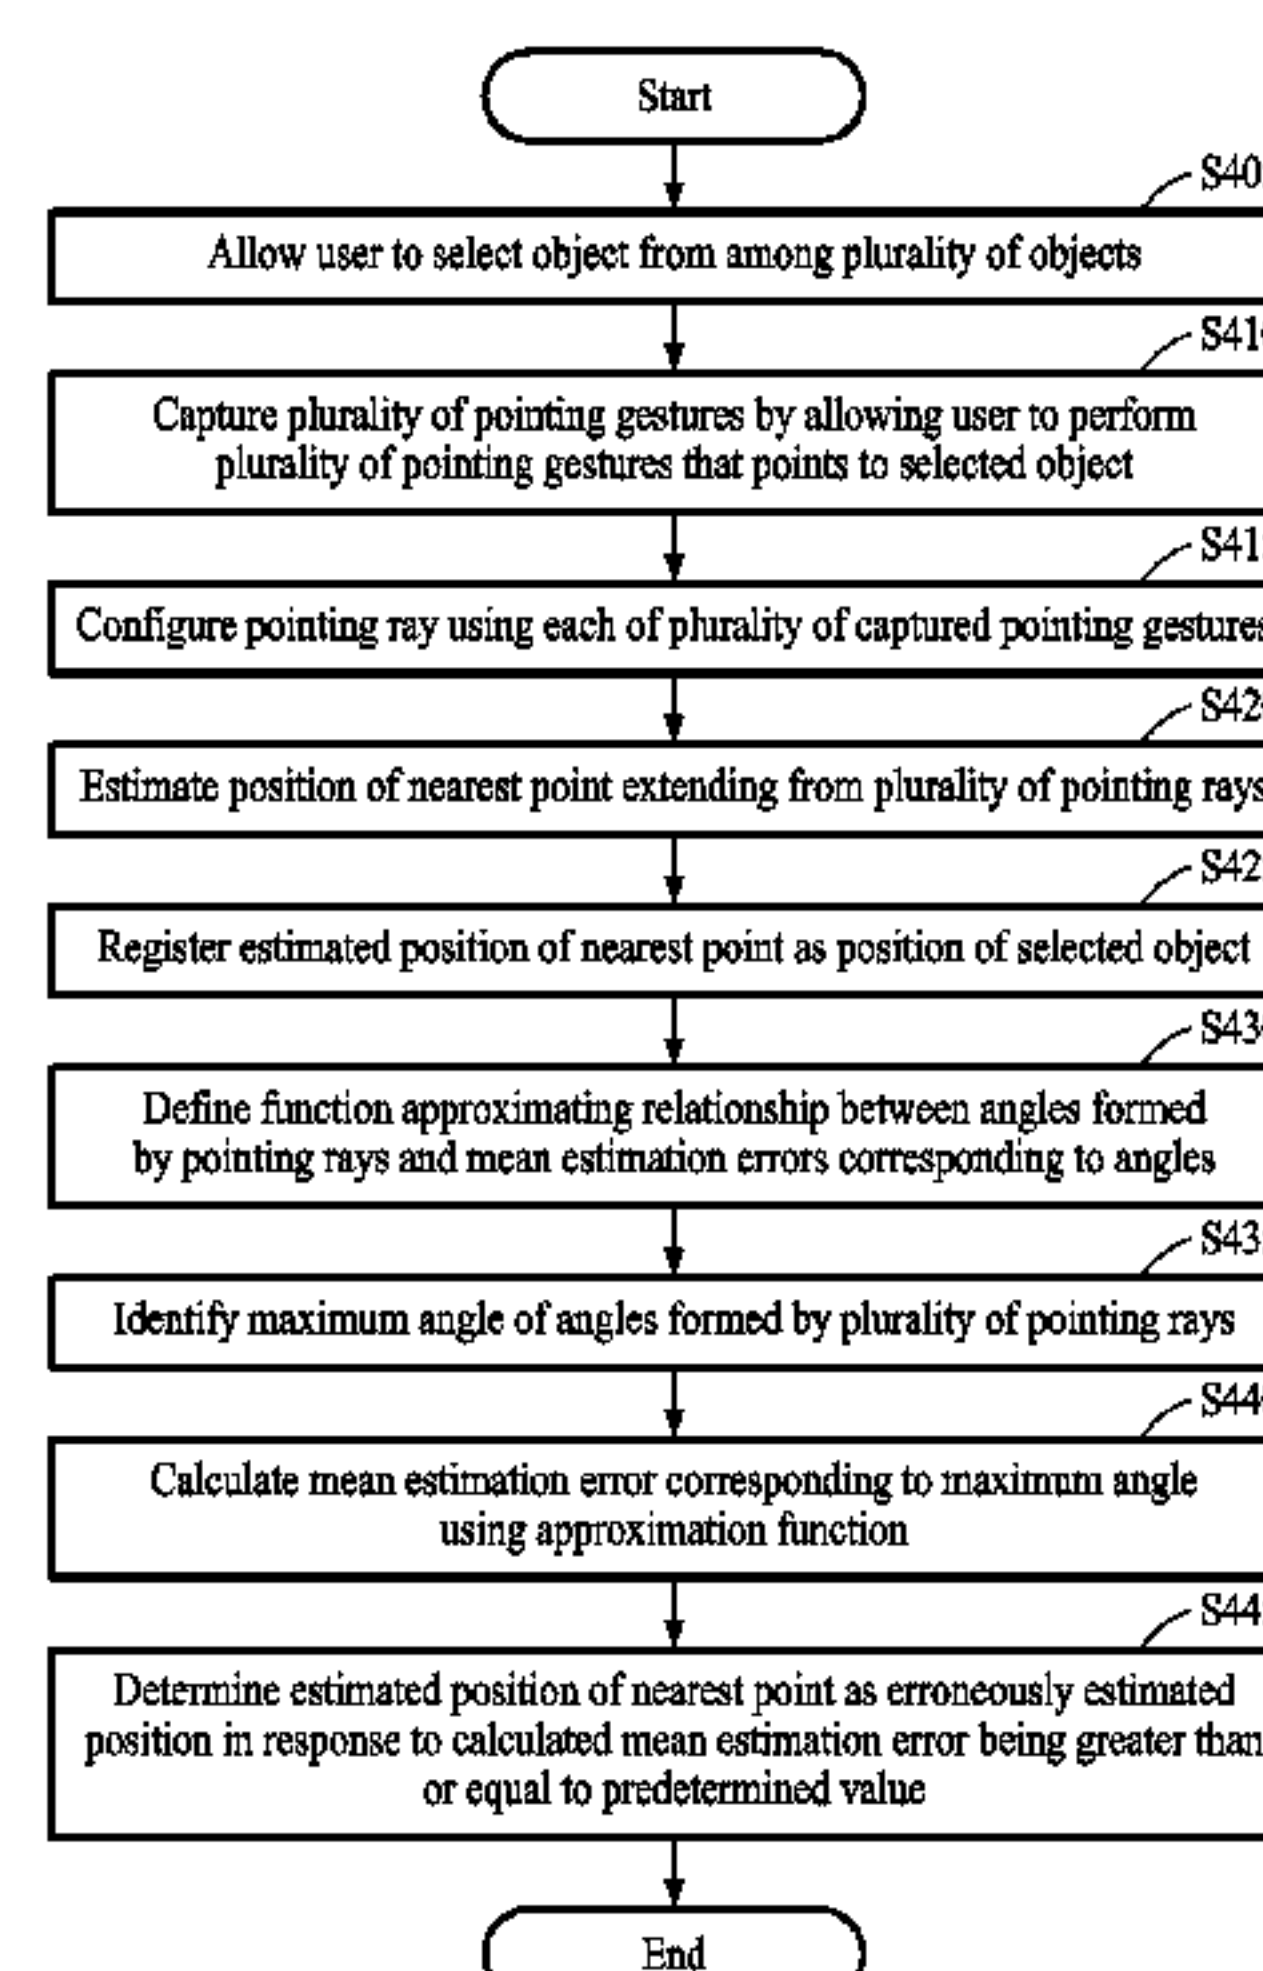 Start
S40
Allow user to select object from among plurality of objects
S41
Capture plurality of pointing gestures by allowing user to perform
plurality of pointing gestures that points to selected object
S41
Configure pointing ray using each of plurality of captured pointing gestures
S42
Estimate position of nearest point extending from plurality of pointing rays
S42
Register estimated position of nearest point as position of selected object
S43
Define function approximating relationship between angles formed
by pointing rays and mean estimation errors corresponding to angles
S43
Identify maximum angle of angles formed by plurality of pointing rays
S44
Calculate mean estimation error corresponding to maximum angle
using approximation function
S44
Determine estimated position of nearest point as erroneously estimated
position in response to calculated mean estimation error being greater than
or equal to predetermined value
End